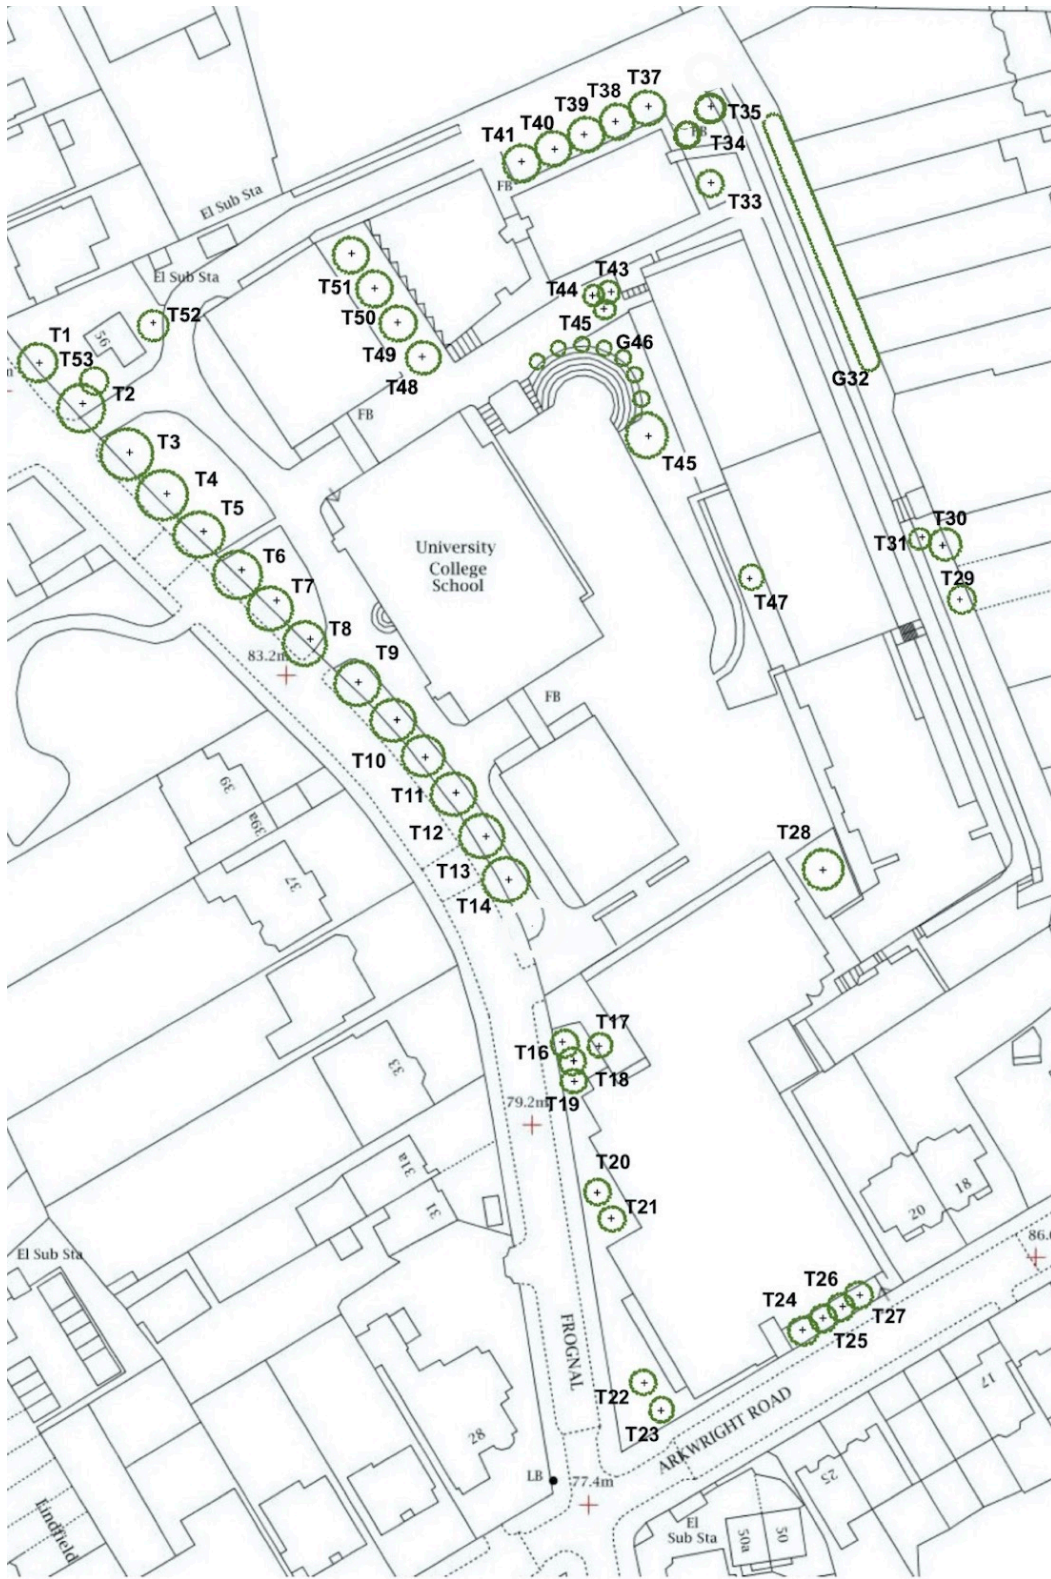 T37
T38
T39
T40
T41
T35
FB
T34
FB
T33
El Sub Sta
El Sub Sta
T51
T50
T49
T48
T43
T44
T45
G46
G32
T52
56
T1
T53
T2
FB
T3
T4
T5
T6
T7
T8
T45
University
College
School
T30
T31
T29
T47
83.2m
T9
FB
T10
T11
T12
T13
T14
39
39a
37
T28
T17
T16
T18
T19
33
79.2m
T20
T21
31a
31
18
20
El Sub Sta
86.
T26
T24
T27
T25
FROGNAL
T22
T23
ARKWRIGHT ROAD
17
28
25
LB
77.4m
El
Sub Sta
50a
50
Lindfield